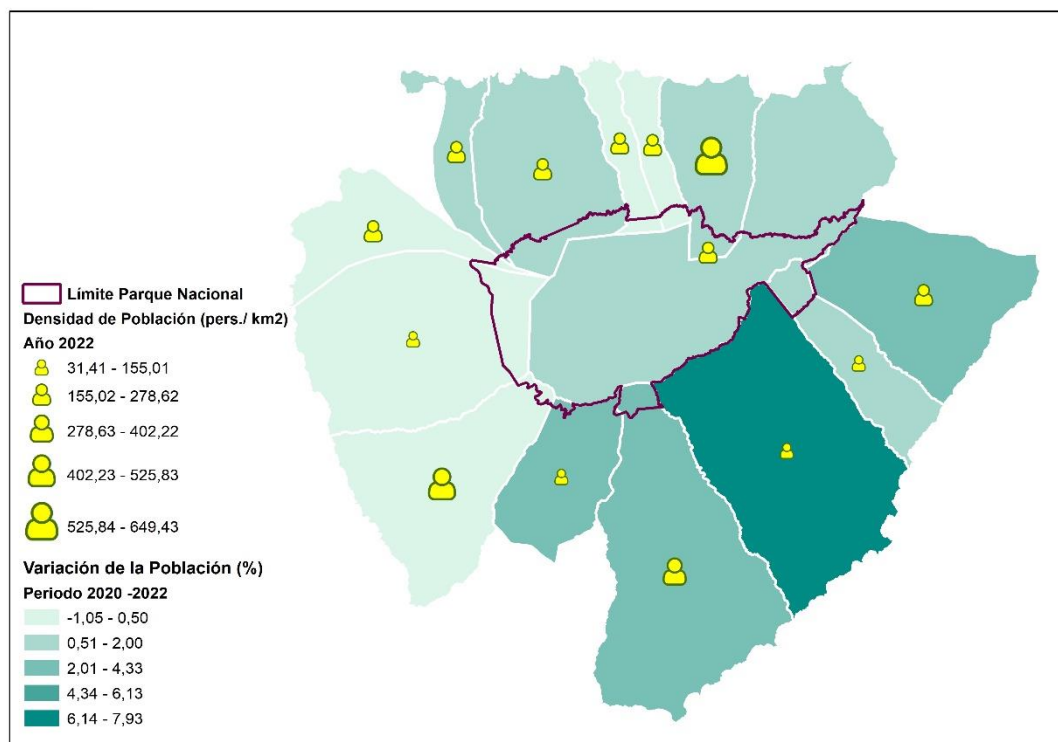 Límite Parque Nacional
Densidad de Población (pers./ km2)
Año 2022
31,41 - 155,01
155,02 - 278,62
278,63 - 402,22
402,23 - 525,83
525,84 - 649,43
Variación de la Población (%)
Periodo 2020 -2022
-1,05 - 0,50
0,51 - 2,00
2,01 - 4,33
4,34 - 6,13
6,14 - 7,93